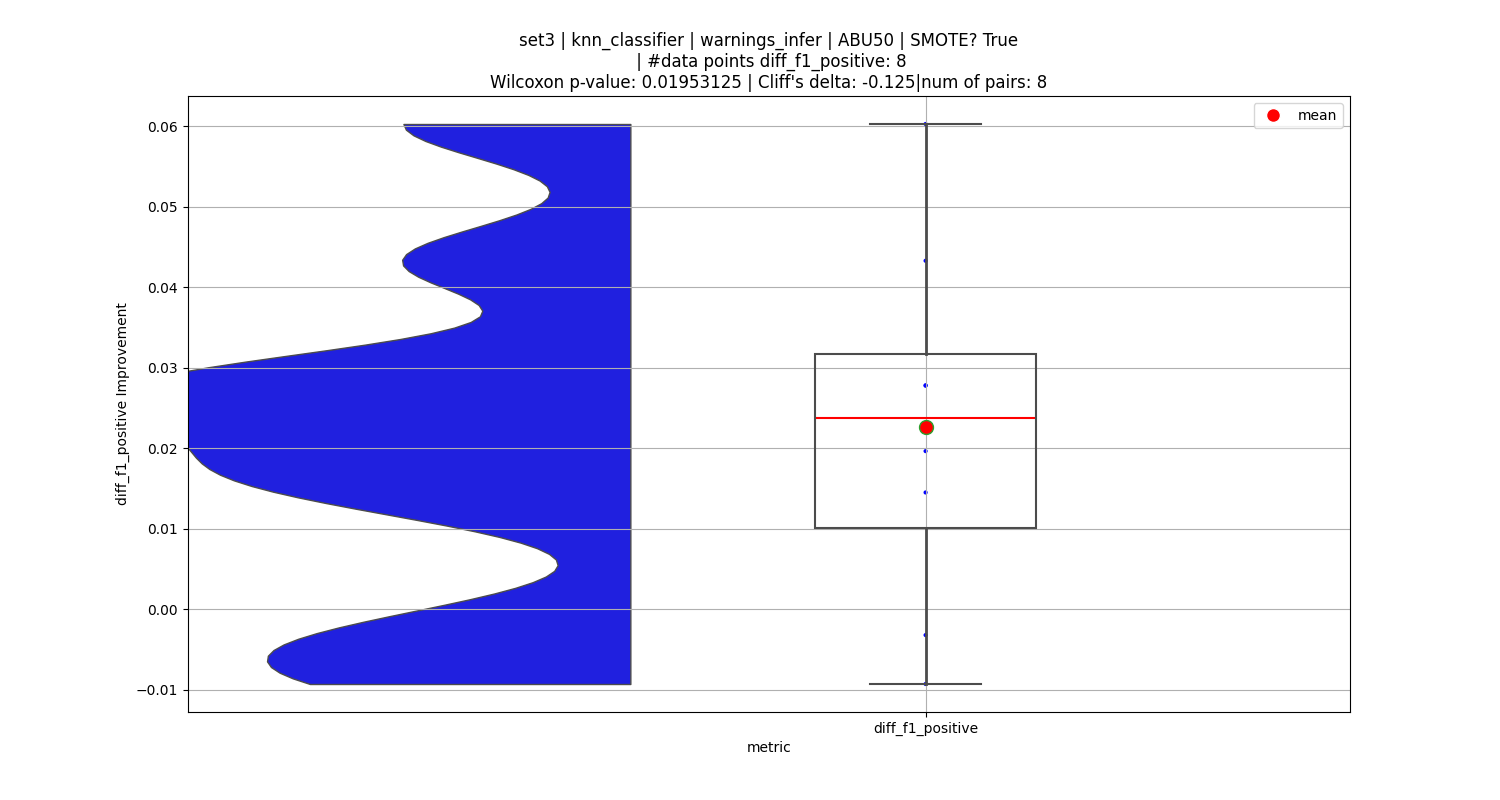 set3 | knn_classifier | warnings_infer | ABU50 | SMOTE? True
| #data points diff_f1_positive: 8
Wilcoxon p-value: 0.01953125 | Cliff's delta: -0.125|num of pairs: 8
mean
0.06
0.05
0.04
0.03
0.02
0.01
0.00
−0.01
diff_f1_positive Improvement
diff_f1_positive
metric